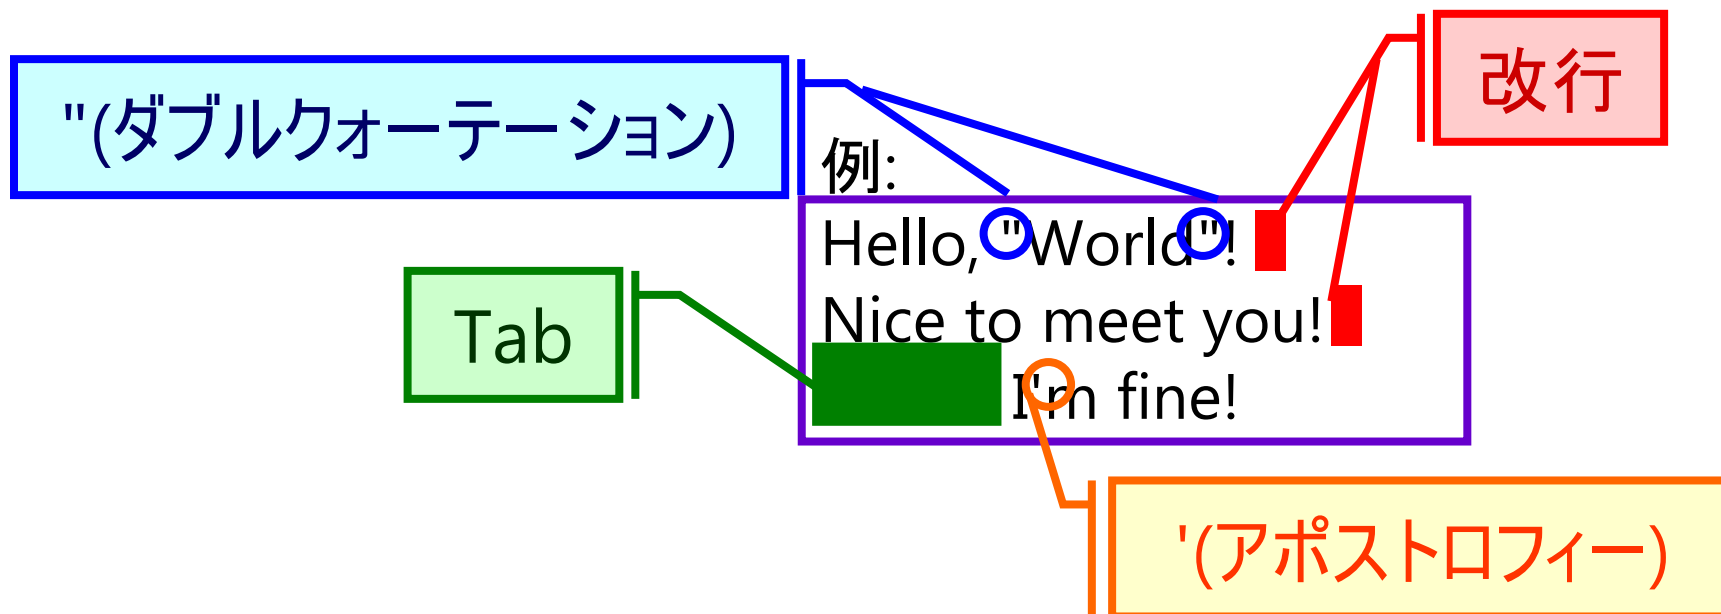 改行
"(ダブルクォーテーション)
例:
Hello, "World"!
Nice to meet you!
Tab
I'm fine!
'(アポストロフィー)